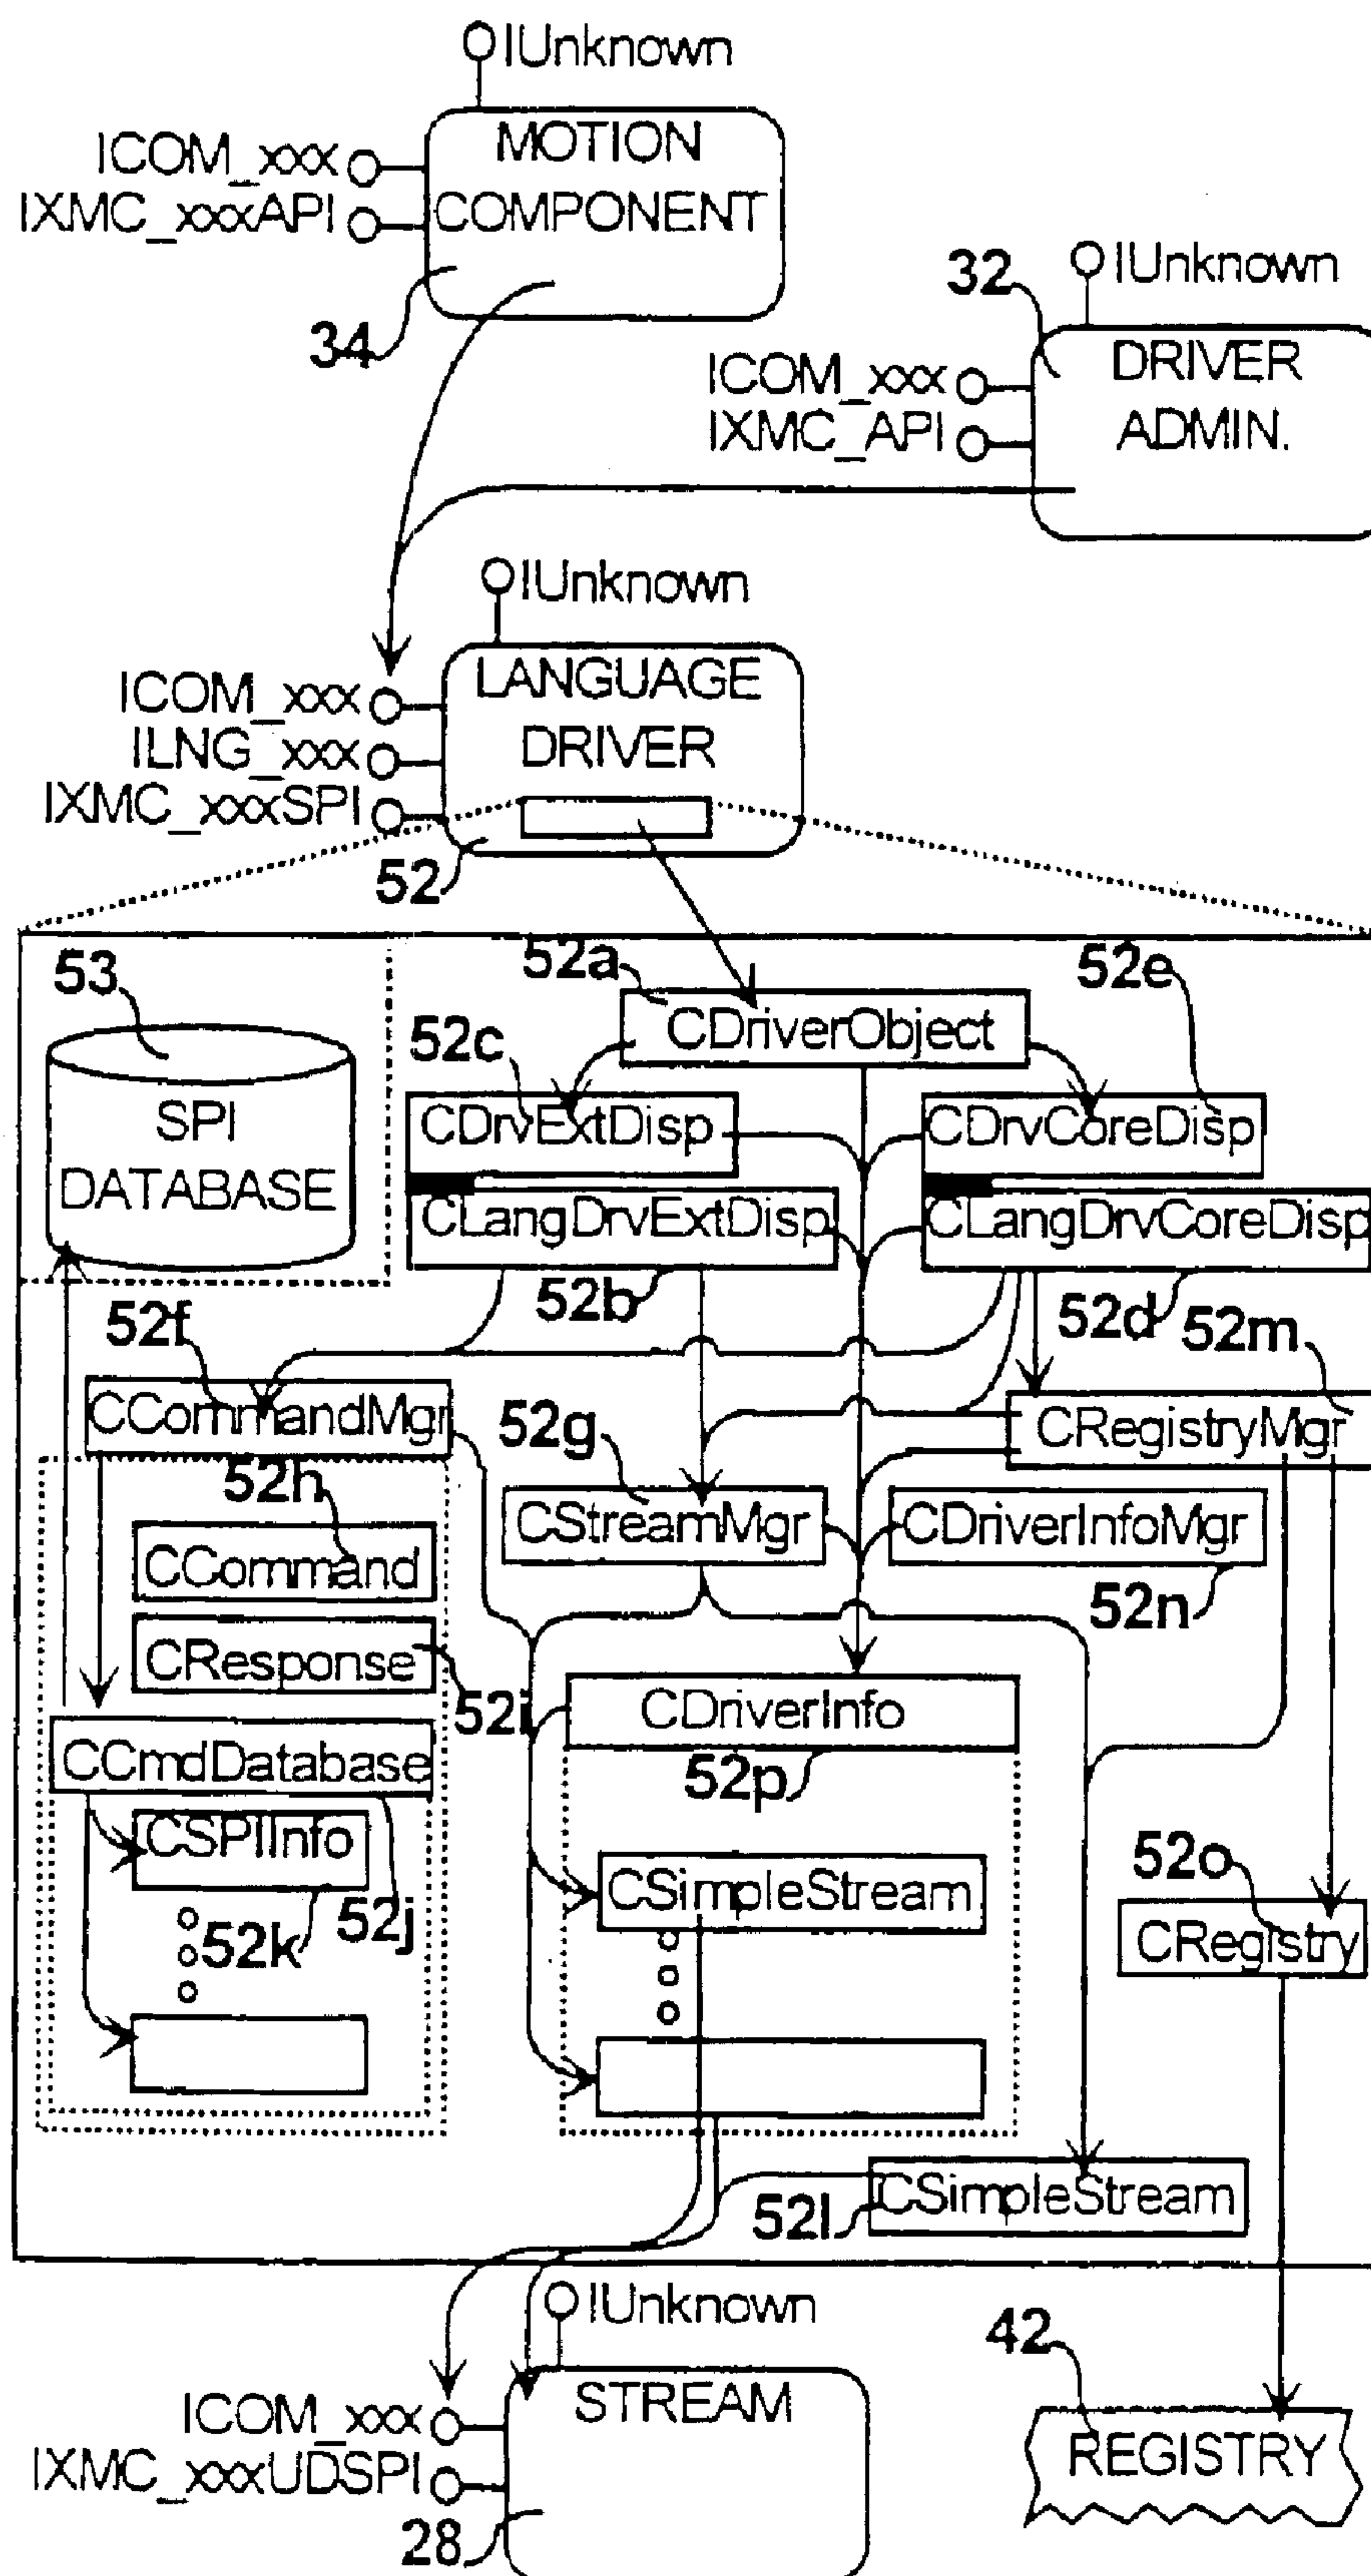 IUnknown
ICOM_xxx
MOTION
COMPONENT
IXMC_xxxAPI
34
32
IUnknown
ICOM_xxx
DRIVER
ADMIN.
IXMC_API
IUnknown
ICOM_xxx
LANGUAGE
DRIVER
ILNG_xxx
IXMC_xxxSPI
52
53
SPI
DATABASE
52a
52e
CDriverObject
52c
CDrvExtDisp
CDrvCoreDisp
CLangDrvExtDisp
CLangDrvCoreDisp
52b
52d
52m
52f
CCommandMgr
CRegistryMgr
52g
52h
CStreamMgr
CDriverInfoMgr
CCommand
52n
CResponse
52i
CDriverInfo
CCmdDatabase
52p
CSPIInfo
52o
CSimpleStream
52j
52k
CRegistry
CSimpleStream
52l
IUnknown
42
STREAM
ICOM_xxx
IXMC_xxxUDSPI
REGISTRY
28